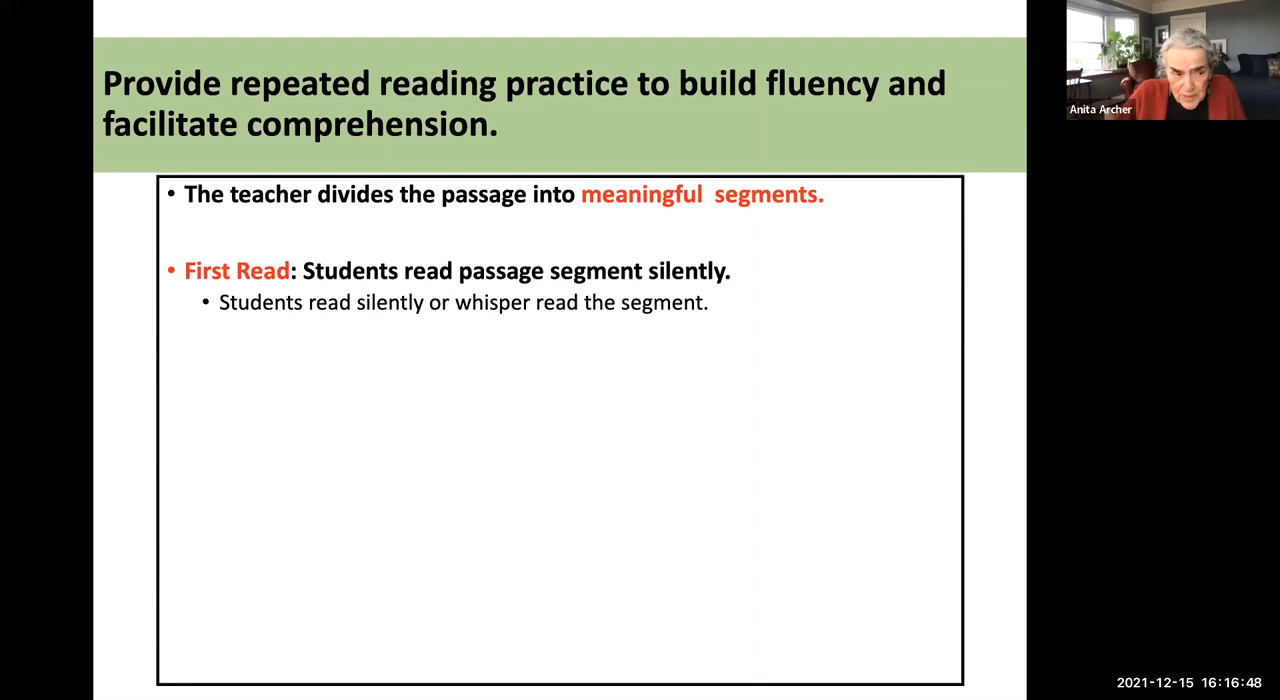 Provide repeated reading practice to build fluency and
facilitate comprehension.
• The teacher divides the passage into meaningful segments.
• First Read: Students read passage segment silently.
• Students read silently or whisper read the segment.
Anita Archer
2021-12-15 16:16:48